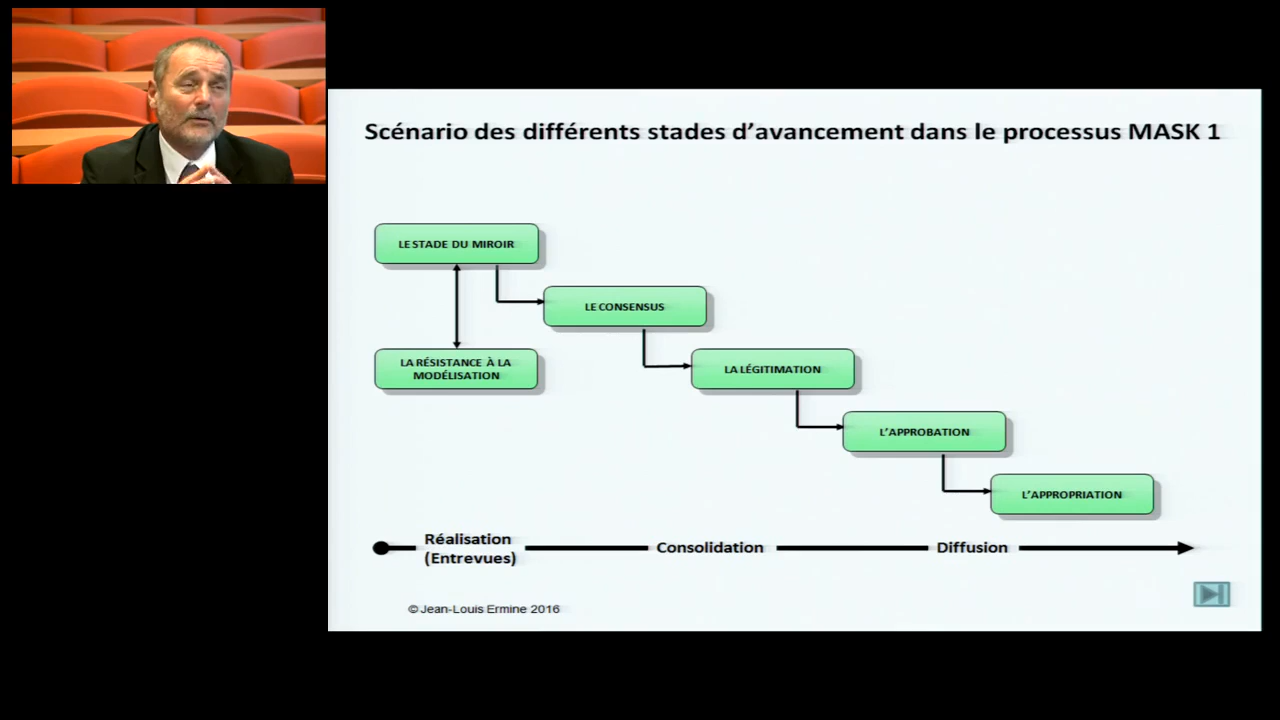 Scénario des différents stades d’avancement dans le processus MASK 1
LE STADE DU MIROIR
LE CONSENSUS
LA RÉSISTANCE À LA
MODÉLISATION
LA LÉGITIMATION
L’APPROBATION
L’APPROPRIATION
Réalisation
(Entrevues)
Consolidation
Diffusion
© Jean-Louis Ermine 2016